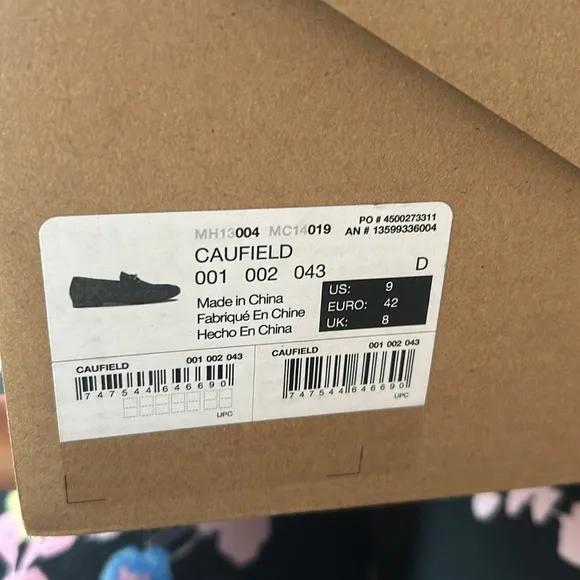 MH13004 MC14019
PO # 4500273311
AN # 13599336004
CAUFIELD
001 002 043
D
Made in China
Fabriqué En Chine
Hecho En China
US: 9
EURO: 42
UK: 8
CAUFIELD 001 002 043
7 47544 64669 0
UPC
CAUFIELD 001 002 043
7 47544 64669 0
UPC